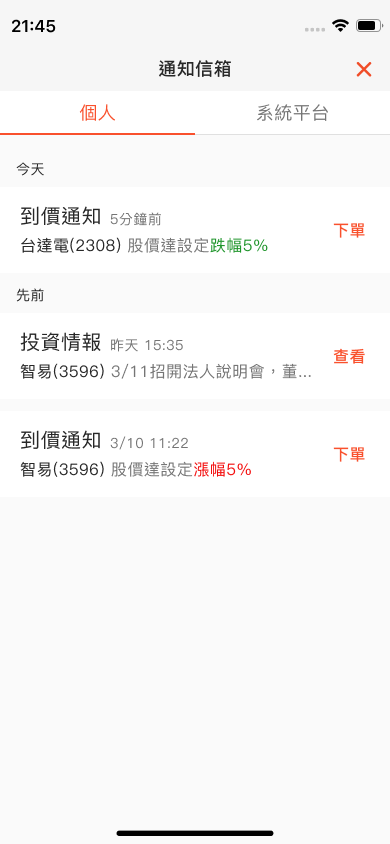 21:45
通知信箱
個人
系統平台
今天
到價通知 5分鐘前
台達電(2308) 股價達設定跌幅5%
下單
先前
投資情報 昨天 15:35
智易(3596) 3/11招開法人說明會，董...
查看
到價通知 3/10 11:22
智易(3596) 股價達設定漲幅5%
下單